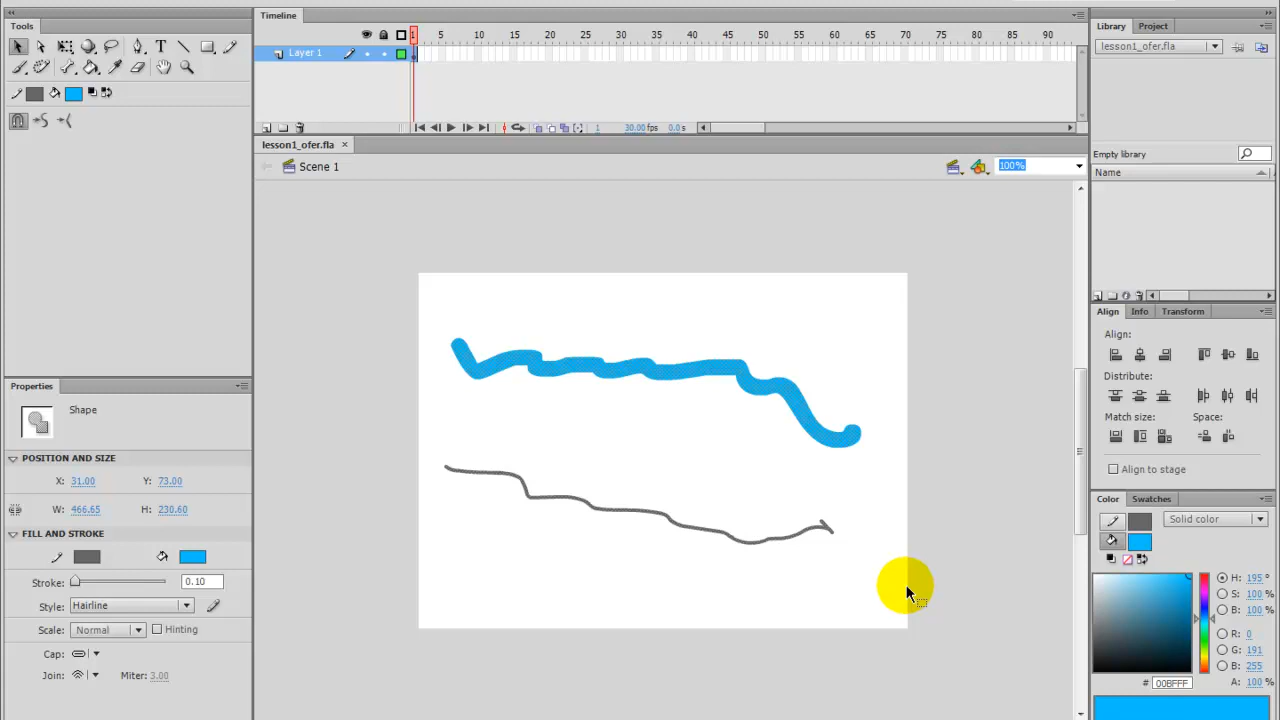 Tools
Timeline
1 5 10 15 20 25 30 35 40 45 50 55 60 65 70 75 80 85 90
Layer 1
1 30.00 fps 0.0 s
lesson1_ofer.fla
Scene 1
100%
Properties
Shape
POSITION AND SIZE
X: 31.00 Y: 73.00
W: 466.65 H: 230.60
FILL AND STROKE
Stroke: 0.10
Style: Hairline
Scale: Normal Hinting
Cap:
Join: Miter: 3.00
Library Project
lesson1_ofer.fla
Empty library
Name
Align Info Transform
Align:
Distribute:
Match size: Space:
Align to stage
Color Swatches
Solid color
H: 195 °
S: 100 %
B: 100 %
R: 0
G: 191
B: 255
# 00BFFF A: 100 %